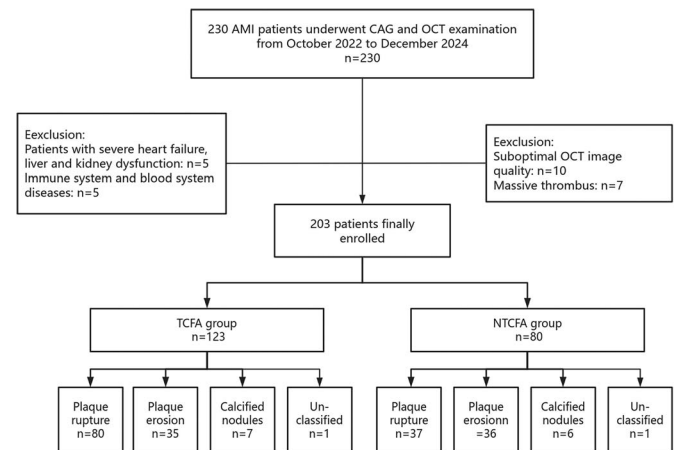 230 AMI patients underwent CAG and OCT examination
from October 2022 to December 2024
n=230
Eexclusion:
Patients with severe heart failure,
liver and kidney dysfunction: n=5
Immune system and blood system
diseases: n=5
Eexclusion:
Suboptimal OCT image
quality: n=10
Massive thrombus: n=7
203 patients finally
enrolled
TCFA group
n=123
NTCFA group
n=80
Plaque
rupture
n=80
Plaque
erosion
n=35
Calcified
nodules
n=7
Un-
classified
n=1
Plaque
rupture
n=37
Plaque
erosionn
n=36
Calcified
nodules
n=6
Un-
classified
n=1